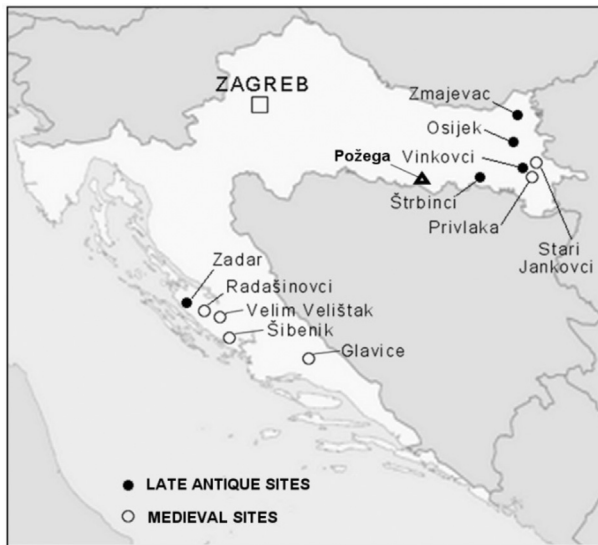 ZAGREB
Zmajevac
Osijek
Požega
Vinkovci
Štrbinci
Privlaka
Stari
Jankovci
Zadar
Radašinovci
Velim Velištak
Šibenik
Glavice
LATE ANTIQUE SITES
MEDIEVAL SITES